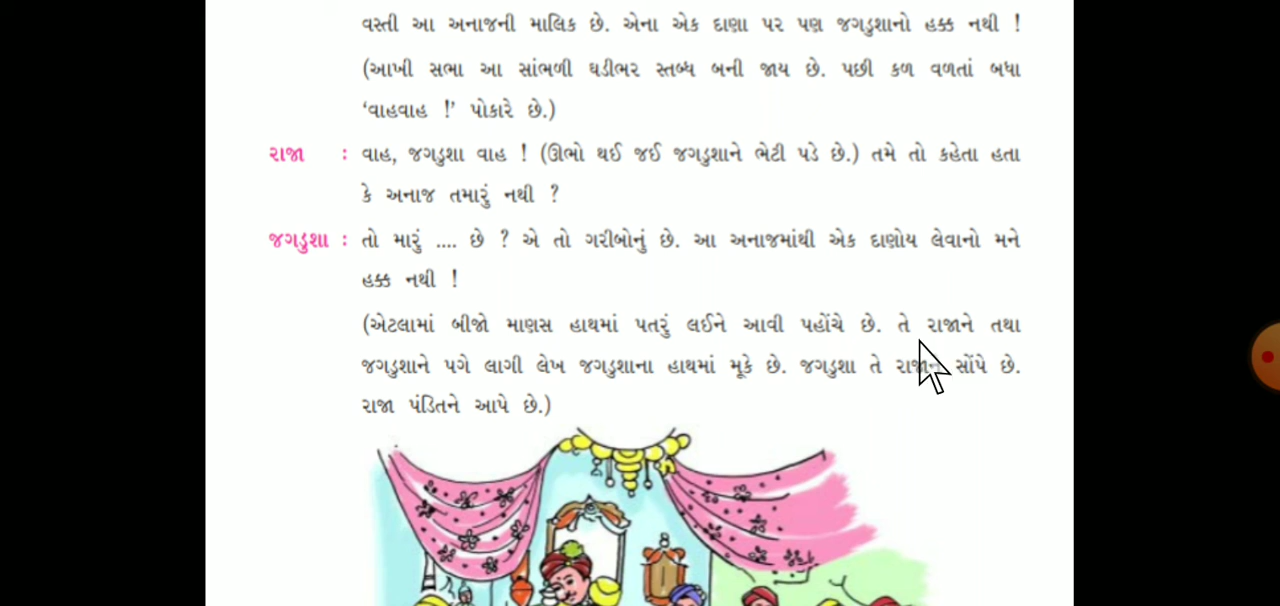 વસ્તી આ અનાજની માલિક છે. એના એક દાણા પર પણ જગડુશાનો હક્ક નથી !
(આખી સભા આ સાંભળી ઘડીભર સ્તબ્ધ બની જાય છે. પછી કળ વળતાં બધા
‘વાહવાહ !’ પોકારે છે.)
રાજા : વાહ, જગડુશા વાહ ! (ઊભો થઈ જઈ જગડુશાને ભેટી પડે છે.) તમે તો કહેતા હતા
કે અનાજ તમારું નથી ?
જગડુશા : તો મારું .... છે ? એ તો ગરીબોનું છે. આ અનાજમાંથી એક દાણોય લેવાનો મને
હક્ક નથી !
(એટલામાં બીજો માણસ હાથમાં પતરું લઈને આવી પહોંચે છે. તે રાજાને તથા
જગડુશાને પગે લાગી લેખ જગડુશાના હાથમાં મૂકે છે. જગડુશા તે રાજાને સોંપે છે.
રાજા પંડિતને આપે છે.)